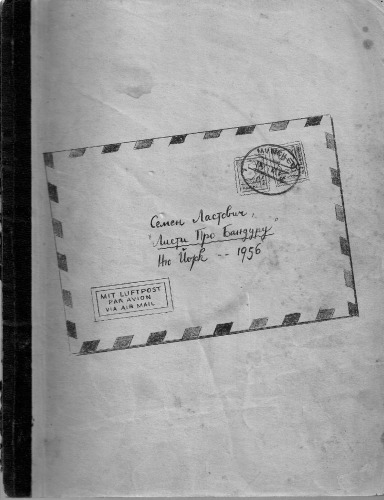 Семен Ластович,
"Листи Про Бандуру"
Ню Йорк -- 1956
MIT LUFTPOST
PAR AVION
VIA AIR MAIL